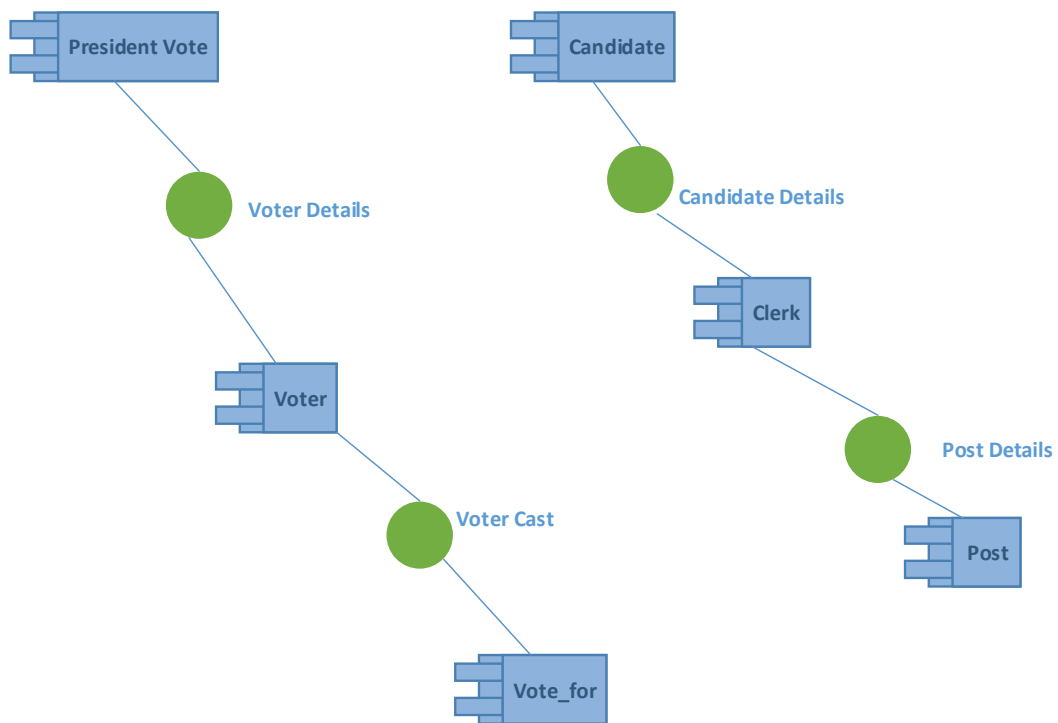 President Vote
Candidate
Voter Details
Candidate Details
Clerk
Voter
Post Details
Voter Cast
Post
Vote_for